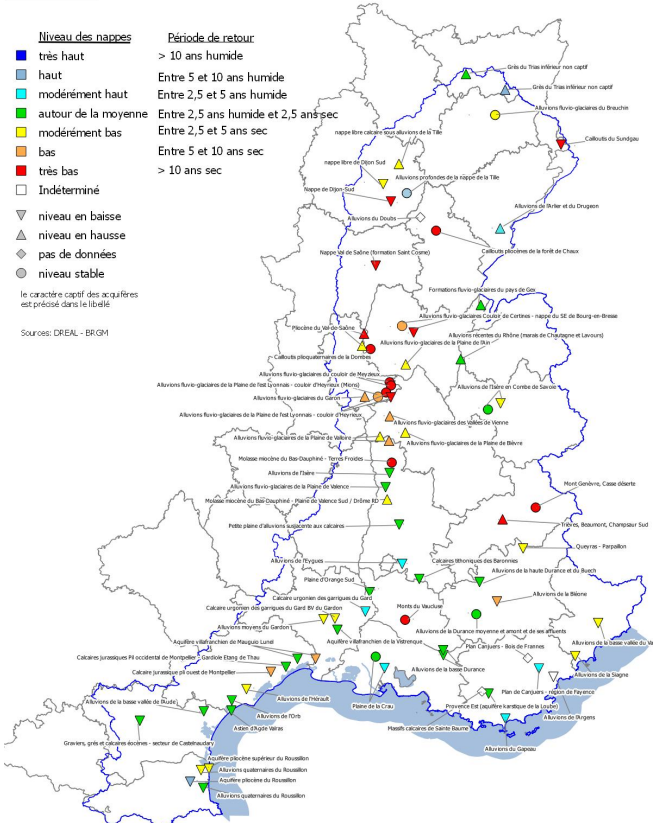 Niveau des nappes
Période de retour
très haut
> 10 ans humide
haut
Entre 5 et 10 ans humide
modérément haut
Entre 2,5 et 5 ans humide
autour de la moyenne
Entre 2,5 ans humide et 2,5 ans sec
modérément bas
Entre 2,5 et 5 ans sec
bas
Entre 5 et 10 ans sec
très bas
> 10 ans sec
Indéterminé
niveau en baisse
niveau en hausse
pas de données
niveau stable
le caractère captif des acquifères
est précisé dans le libellé
Sources: DREAL - BRGM
Grès du Trias inférieur non captif
Grès du Trias inférieur non captif
Alluvions fluvio-glaciaires du Breuchin
nappe libre calcaire sous alluvions de la Tille
Cailloutis du Sundgau
nappe libre de Dijon Sud
Alluvions profondes de la nappe de la Tille
Nappe de Dijon-Sud
Alluvions de l'Arlier et du Drugeon
Alluvions du Doubs
Cailloutis pliocènes de la forêt de Chaux
Nappe Val de Saône (formation Saint Cosme)
Formations fluvio-glaciaires du pays de Gex
Alluvions fluvio-glaciaires Couloir de Certines - nappe du SE de Bourg-en-Bresse
Pliocène du Val de Saône
Alluvions récentes du Rhône (marais de Chautagne et Lavours)
Alluvions fluvio-glaciaires de la Plaine de l'Ain
Cailloutis plioquaternaires de la Dombes
Alluvions fluvio-glaciaires du couloir de Meyzieux
Alluvions fluvio-glaciaires de la Plaine de l'est Lyonnais - couloir d'Heyrieux (Mions)
Alluvions de l'Isère en Combe de Savoie
Alluvions fluvio-glaciaires du Garon
Alluvions fluvio-glaciaires de la Plaine de l'est Lyonnais - couloir d'Heyrieux
Alluvions fluvio-glaciaires des Vallées de Vienne
Alluvions fluvio-glaciaires de la Plaine de Valloire
Alluvions fluvio-glaciaires de la Plaine de Bièvre
Molasse miocène du Bas-Dauphiné - Terres Froides
Alluvions de l'Isère
Alluvions fluvio-glaciaires de la Plaine de Valence
Mont Genèvre, Casse déserte
Molasse miocène du Bas Dauphiné - Plaine de Valence Sud / Drôme RD
Petite plaine d'alluvions susjacente aux calcaires
Trièves, Beaumont, Champsaur Sud
Queyras - Parpaillon
Alluvions de l'Eygues
Calcaires tithoniques des Baronnies
Alluvions de la haute Durance et du Buech
Plaine d'Orange Sud
Calcaire urgonien des garrigues du Gard
Alluvions de la Bléone
Calcaire urgonien des garrigues du Gard BV du Gardon
Monts du Vaucluse
Alluvions moyens du Gardon
Alluvions de la Durance moyenne et amont et de ses affluents
Aquifère villafranchien de Mauguio Lunel
Aquifère villafranchien de la Vistrenque
Plan Canjuers - Bois de Frannes
Calcaires jurassiques Pli occidental de Montpellier - Gardiole Etang de Thau
Alluvions de la basse Durance
Calcaire jurassique pli ouest de Montpellier
Alluvions de la Siagne
Alluvions de l'Hérault
Plan de Canjuers - région de Fayence
Plaine de la Crau
Provence Est (aquifère karstique de la Loube)
Alluvions de l'Orb
Alluvions de l'Argens
Astien d'Agde Valras
Massifs calcaires de Sainte Baume
Graviers, grès et calcaires éocènes - secteur de Castelnaudary
Alluvions du Gapeau
Aquifère pliocène supérieur du Roussillon
Alluvions quaternaires du Roussillon
Aquifère pliocène du Roussillon
Alluvions quaternaires du Roussillon